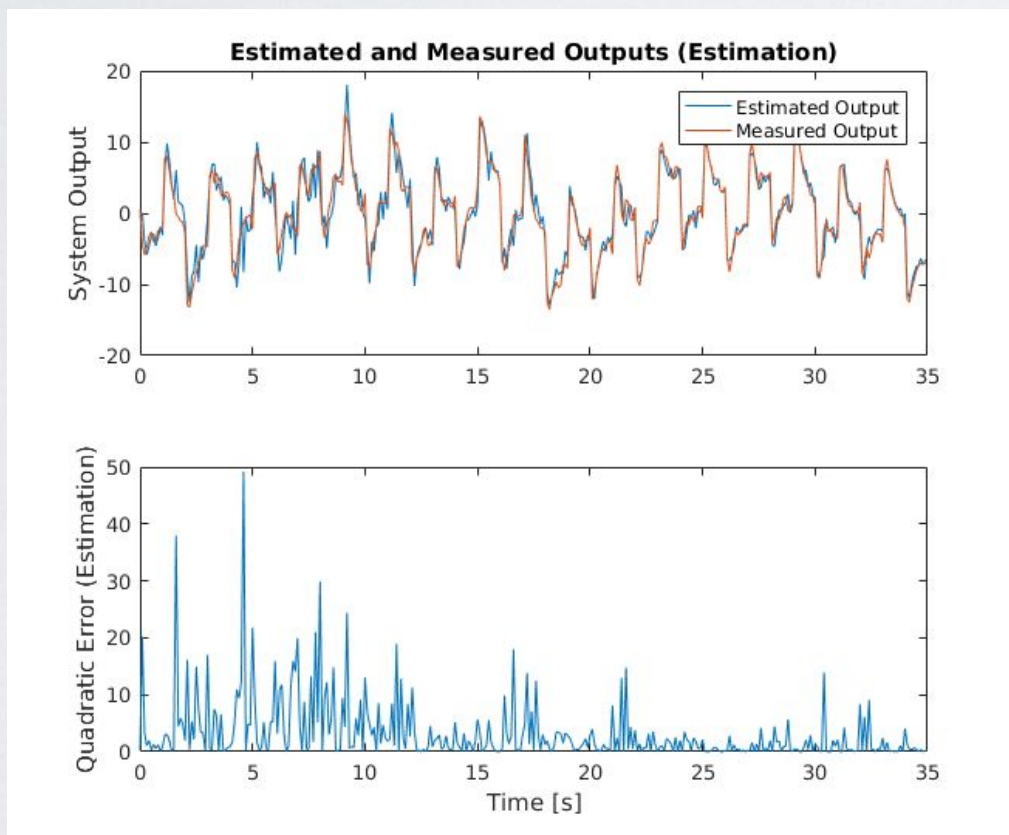 Estimated and Measured Outputs (Estimation)
System Output
20
10
0
-10
-20
Estimated Output
Measured Output
0 5 10 15 20 25 30 35
Quadratic Error (Estimation)
50
40
30
20
10
0
0 5 10 15 20 25 30 35
Time [s]